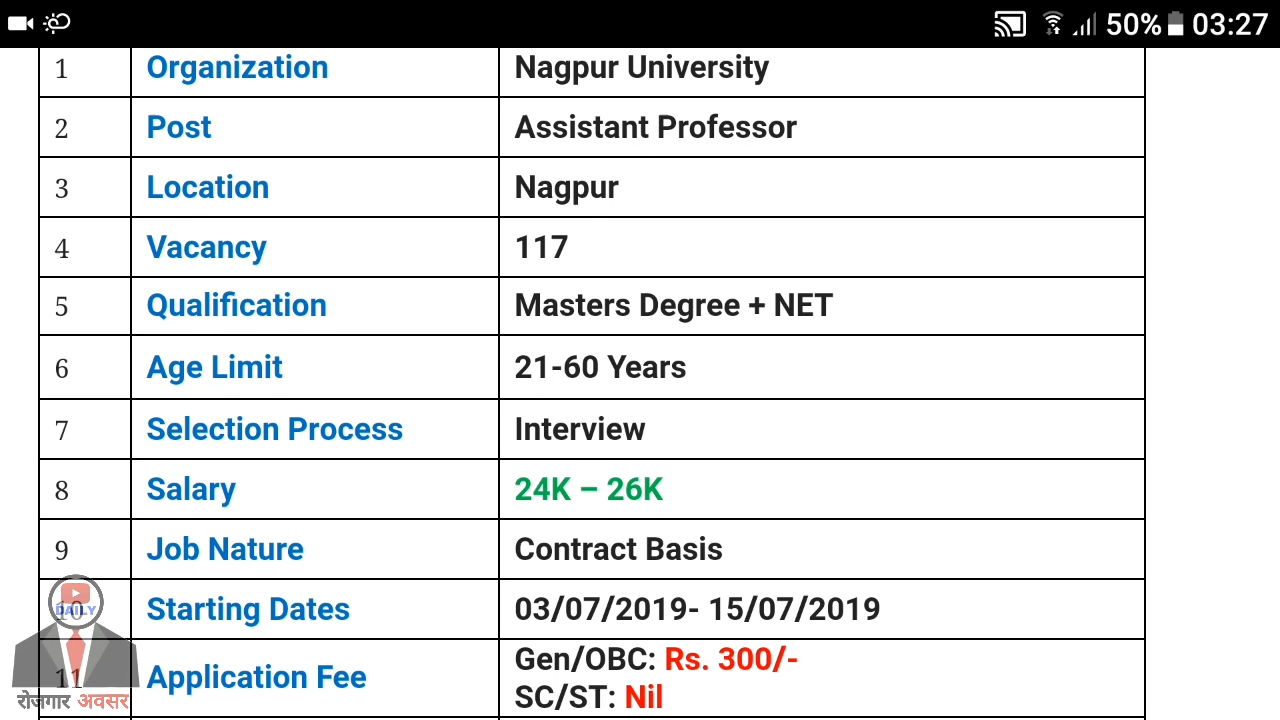 50% 03:27
1 Organization Nagpur University
2 Post Assistant Professor
3 Location Nagpur
4 Vacancy 117
5 Qualification Masters Degree + NET
6 Age Limit 21-60 Years
7 Selection Process Interview
8 Salary 24K – 26K
9 Job Nature Contract Basis
10 Starting Dates 03/07/2019- 15/07/2019
11 Application Fee Gen/OBC: Rs. 300/-
SC/ST: Nil
DAILY
रोजगार अवसर